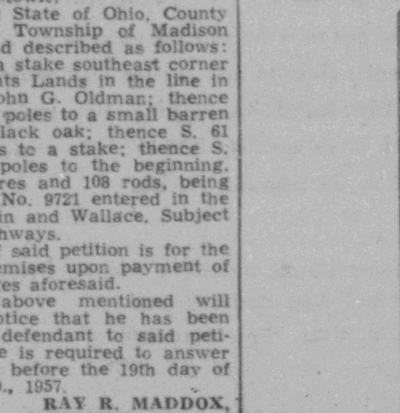 State of Ohio, County
Township of Madison
d described as follows:
a stake southeast corner
nts Lands in the line in
ohn G. Oldman; thence
poles to a small barren
lack oak; thence S. 61
s to a stake; thence S.
poles to the beginning.
res and 108 rods, being
No. 9721 entered in the
in and Wallace. Subject
hways.
said petition is for the
emises upon payment of
es aforesaid.
above mentioned will
otice that he has been
defendant to said peti-
e is required to answer
before the 19th day of
., 1957.
RAY R. MADDOX,